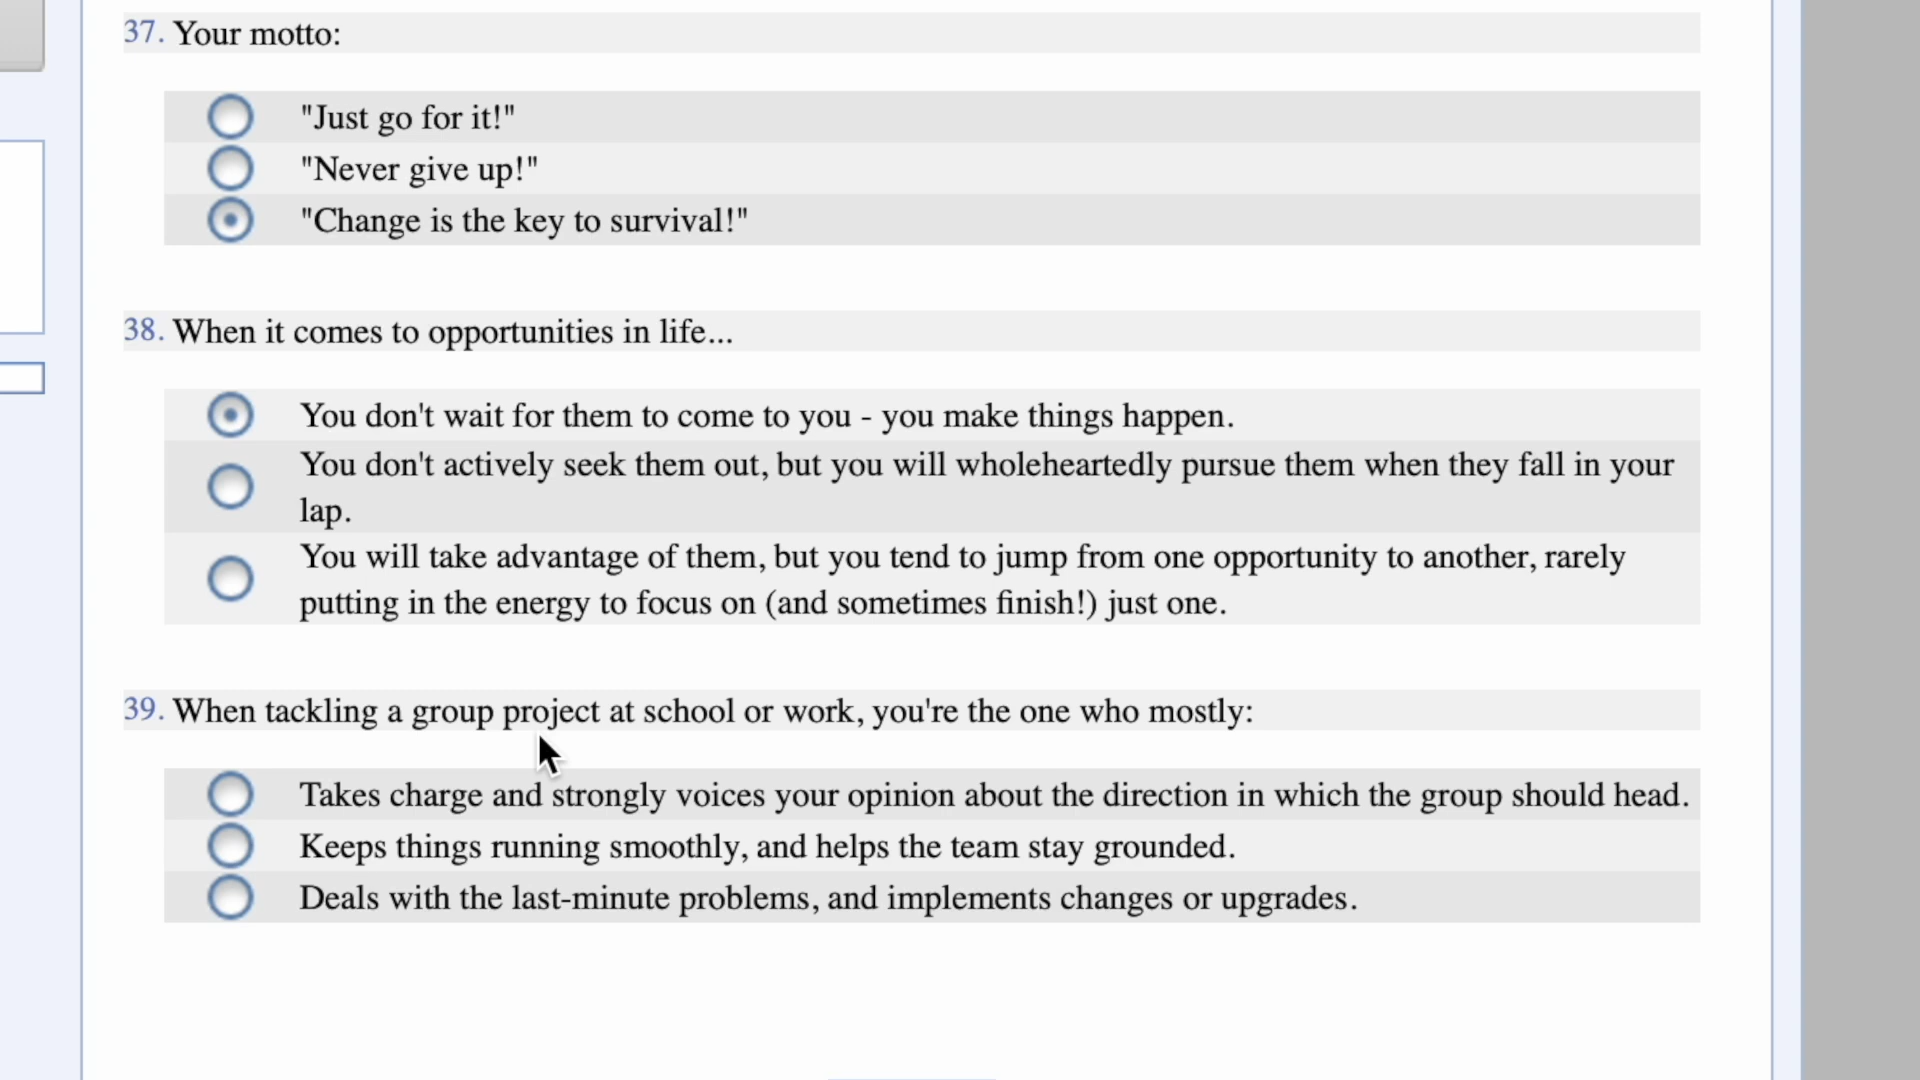 37. Your motto:
"Just go for it!"
"Never give up!"
"Change is the key to survival!"
38. When it comes to opportunities in life...
You don't wait for them to come to you - you make things happen.
You don't actively seek them out, but you will wholeheartedly pursue them when they fall in your
lap.
You will take advantage of them, but you tend to jump from one opportunity to another, rarely
putting in the energy to focus on (and sometimes finish!) just one.
39. When tackling a group project at school or work, you're the one who mostly:
Takes charge and strongly voices your opinion about the direction in which the group should head.
Keeps things running smoothly, and helps the team stay grounded.
Deals with the last-minute problems, and implements changes or upgrades.